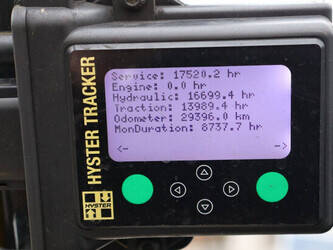 HYSTER TRACKER
HYSTER
Service: 17520.2 hr
Engine: 0.0 hr
Hydraulic: 16699.4 hr
Traction: 13989.4 hr
Odometer: 29396.0 km
MonDuration: 8737.7 hr
<- ->